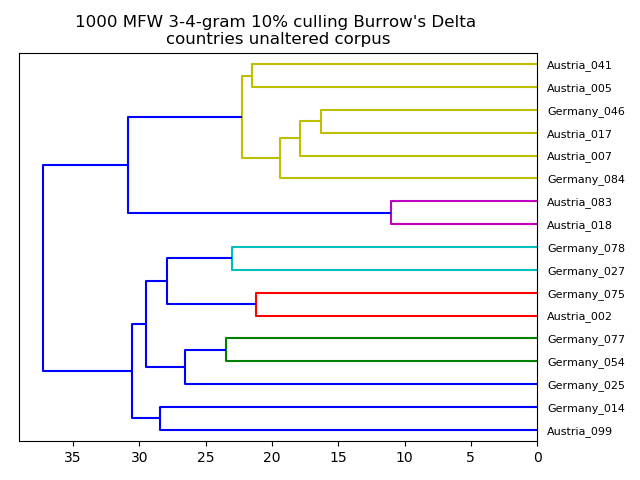 1000 MFW 3-4-gram 10% culling Burrow's Delta
countries unaltered corpus
Austria_041
Austria_005
Germany_046
Austria_017
Austria_007
Germany_084
Austria_083
Austria_018
Germany_078
Germany_027
Germany_075
Austria_002
Germany_077
Germany_054
Germany_025
Germany_014
Austria_099
35 30 25 20 15 10 5 0